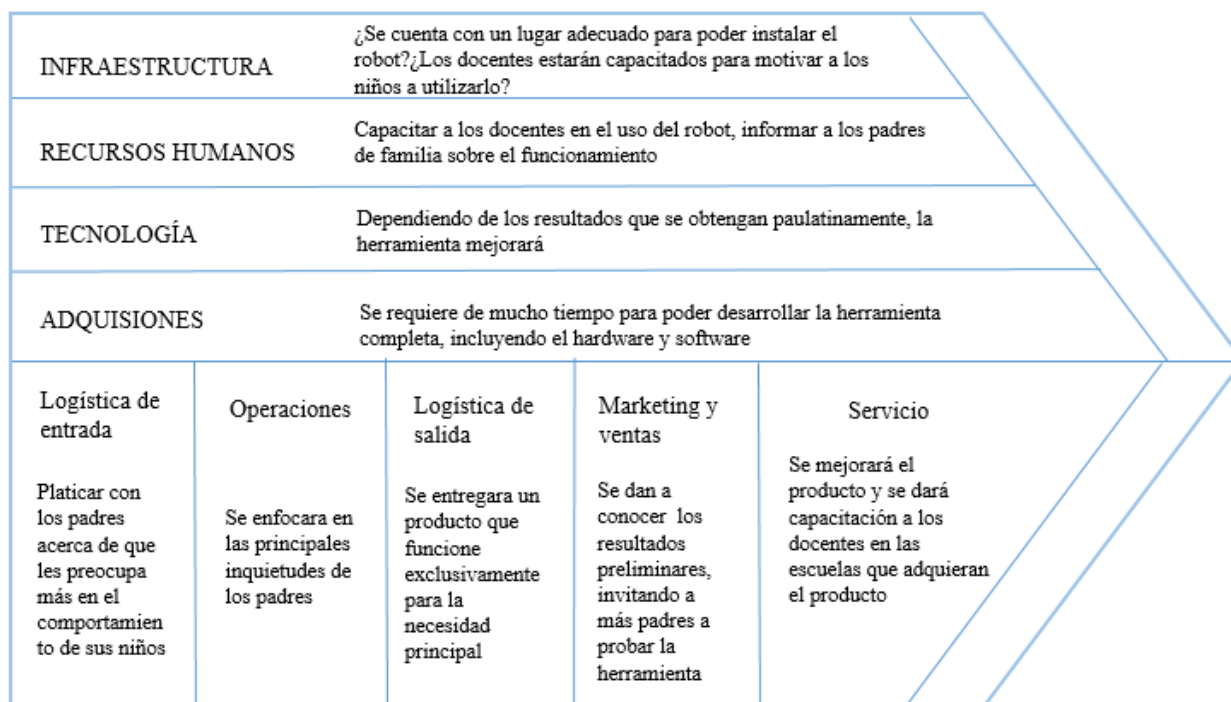 INFRAESTRUCTURA
¿Se cuenta con un lugar adecuado para poder instalar el
robot?¿Los docentes estarán capacitados para motivar a los
niños a utilizarlo?
RECURSOS HUMANOS
Capacitar a los docentes en el uso del robot, informar a los padres
de familia sobre el funcionamiento
TECNOLOGÍA
Dependiendo de los resultados que se obtengan paulatinamente, la
herramienta mejorará
ADQUISIONES
Se requiere de mucho tiempo para poder desarrollar la herramienta
completa, incluyendo el hardware y software
Logística de
entrada
Platicar con
los padres
acerca de que
les preocupa
más en el
comportamien
to de sus niños
Operaciones
Se enfocara en
las principales
inquietudes de
los padres
Logística de
salida
Se entregara un
producto que
funcione
exclusivamente
para la
necesidad
principal
Marketing y
ventas
Se dan a
conocer los
resultados
preliminares,
invitando a
más padres a
probar la
herramienta
Servicio
Se mejorará el
producto y se dará
capacitación a los
docentes en las
escuelas que adquieran
el producto